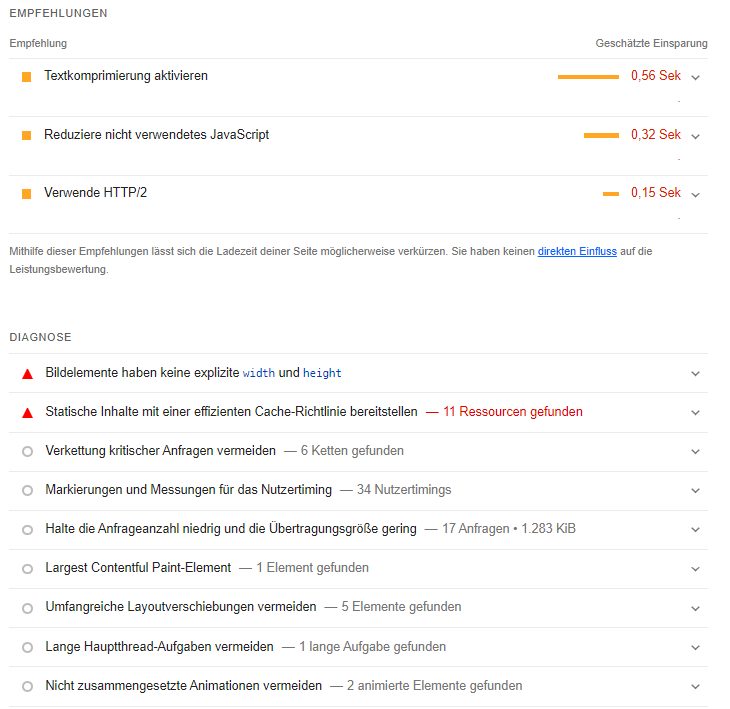 EMPFEHLUNGEN
Empfehlung Geschätzte Einsparung
Textkomprimierung aktivieren 0,56 Sek
.
Reduziere nicht verwendetes JavaScript 0,32 Sek
.
Verwende HTTP/2 0,15 Sek
.
Mithilfe dieser Empfehlungen lässt sich die Ladezeit deiner Seite möglicherweise verkürzen. Sie haben keinen direkten Einfluss auf die
Leistungsbewertung.
DIAGNOSE
Bildelemente haben keine explizite width und height
Statische Inhalte mit einer effizienten Cache-Richtlinie bereitstellen — 11 Ressourcen gefunden
Verkettung kritischer Anfragen vermeiden — 6 Ketten gefunden
Markierungen und Messungen für das Nutzertiming — 34 Nutzertimings
Halte die Anfrageanzahl niedrig und die Übertragungsgröße gering — 17 Anfragen • 1.283 KiB
Largest Contentful Paint-Element — 1 Element gefunden
Umfangreiche Layoutverschiebungen vermeiden — 5 Elemente gefunden
Lange Hauptthread-Aufgaben vermeiden — 1 lange Aufgabe gefunden
Nicht zusammengesetzte Animationen vermeiden — 2 animierte Elemente gefunden